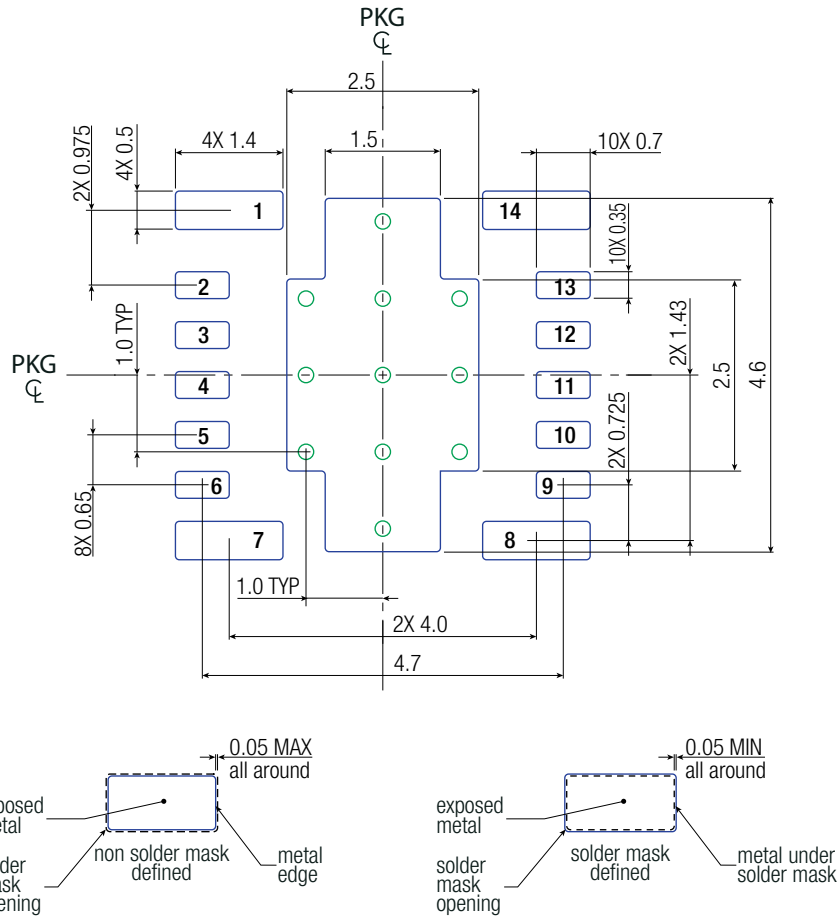 PKG
℄
2.5
4X 1.4
1.5
10X 0.7
2X 0.975
4X 0.5
1
14
10X 0.35
2
13
1.0 TYP
3
12
2X 1.43
PKG
℄
4
11
2.5
4.6
5
10
2X 0.725
8X 0.65
6
9
7
8
1.0 TYP
2X 4.0
4.7
0.05 MAX
all around
0.05 MIN
all around
exposed
metal
non solder mask
defined
metal
edge
solder
mask
opening
solder mask
defined
metal under
solder mask